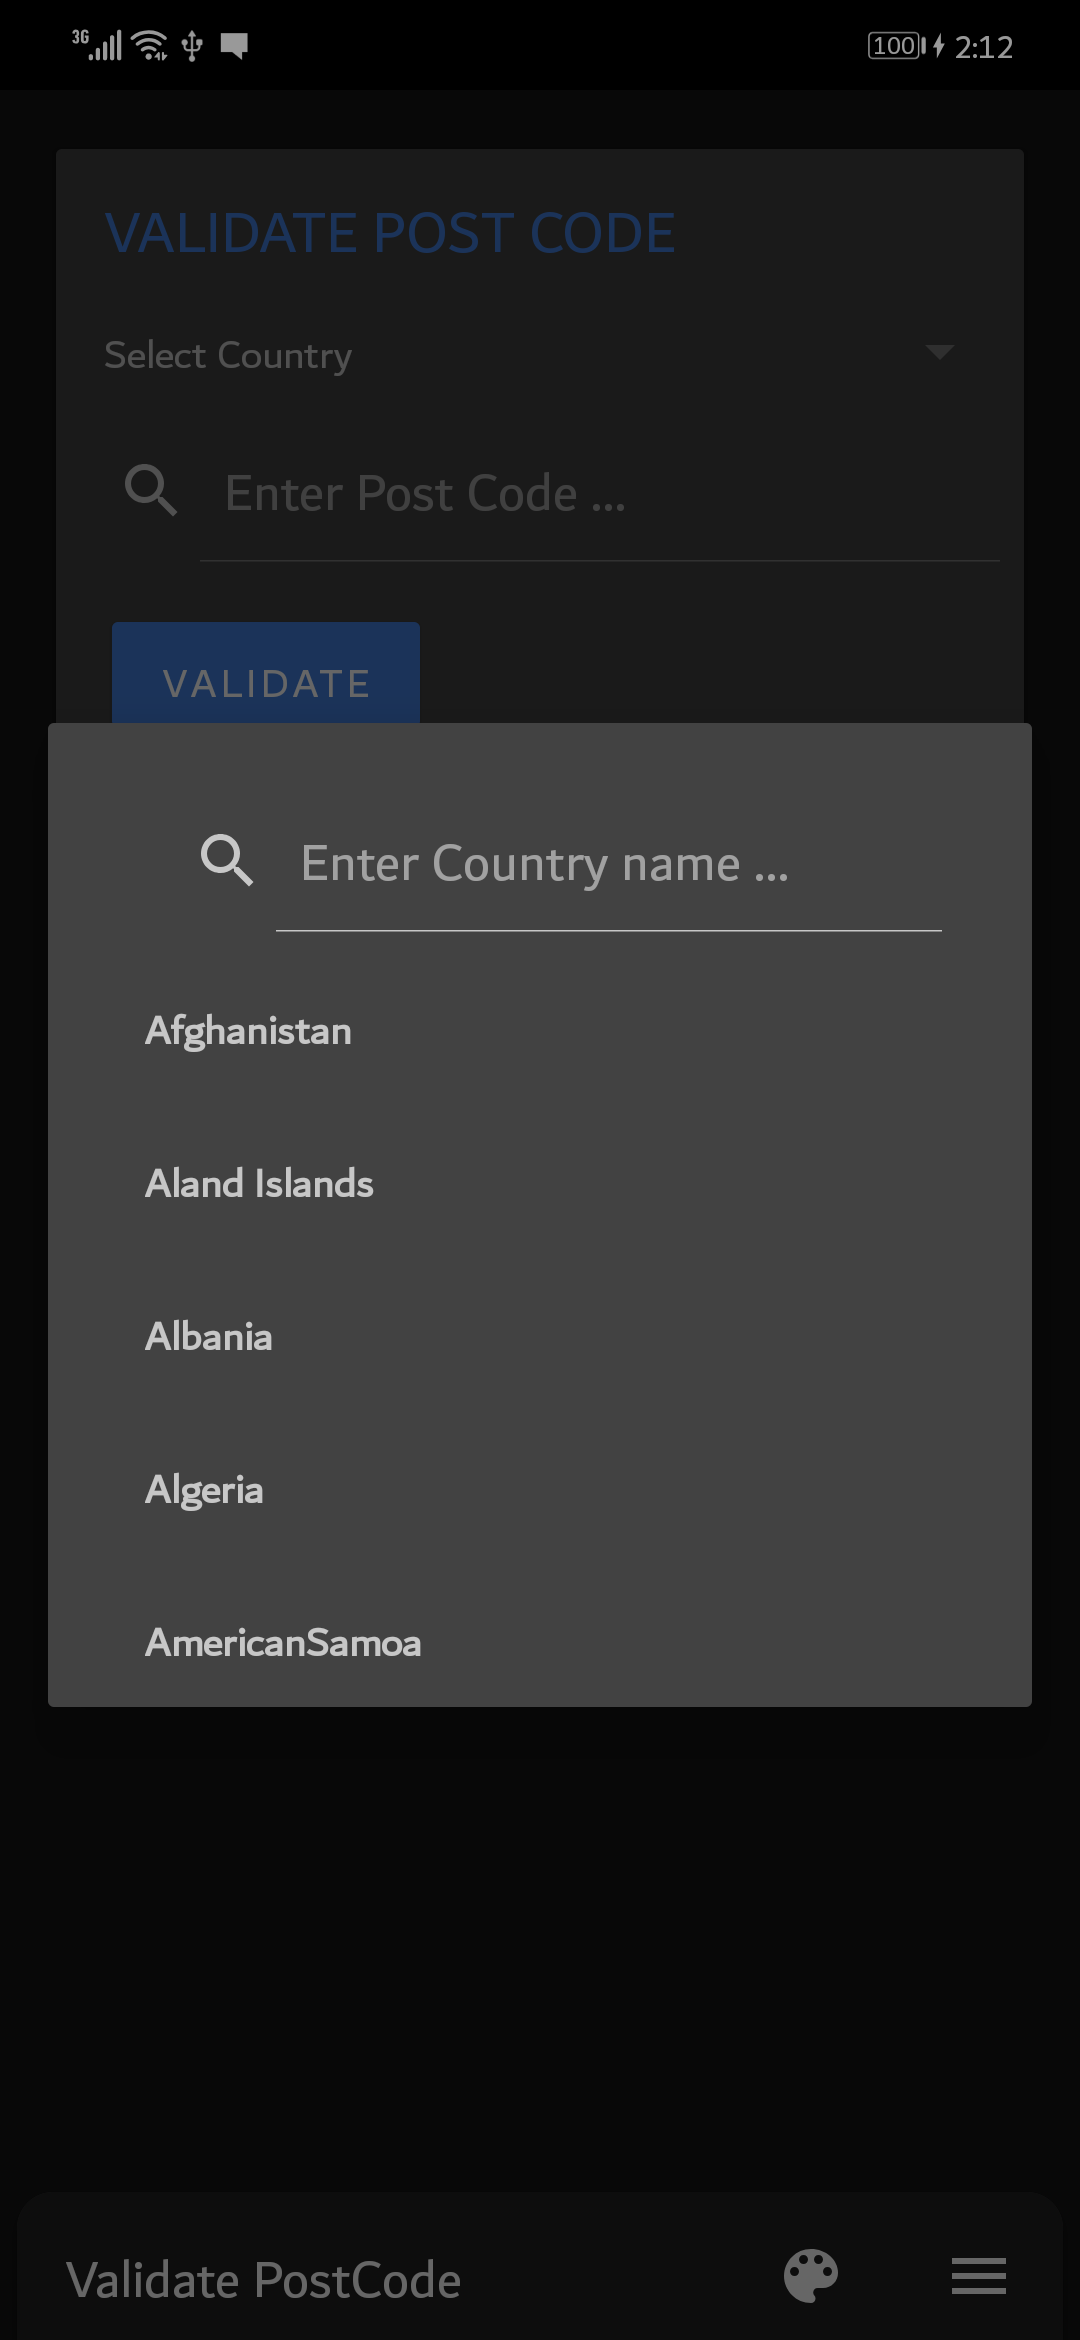 3G 100 2:12
VALIDATE POST CODE
Select Country
Enter Post Code ...
VALIDATE
Enter Country name ...
Afghanistan
Aland Islands
Albania
Algeria
AmericanSamoa
Validate PostCode